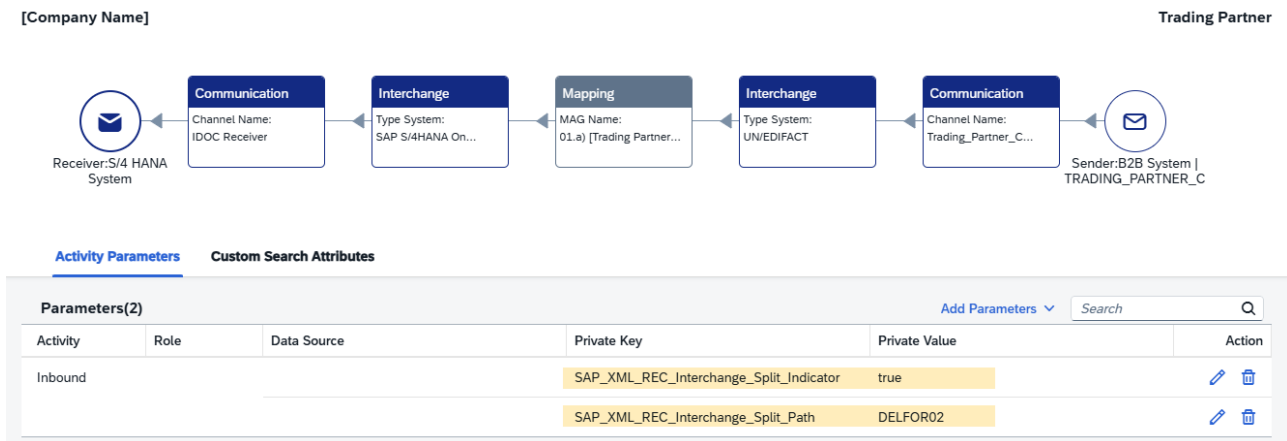 [Company Name]
Trading Partner
Communication
Channel Name:
IDOC Receiver
Interchange
Type System:
SAP S/4HANA On...
Mapping
MAG Name:
01.a) [Trading Partner...
Interchange
Type System:
UN/EDIFACT
Communication
Channel Name:
Trading_Partner_C...
Receiver:S/4 HANA
System
Sender:B2B System |
TRADING_PARTNER_C
Activity Parameters
Custom Search Attributes
Parameters(2)
Add Parameters
Search
Activity Role Data Source Private Key Private Value Action
Inbound SAP_XML_REC_Interchange_Split_Indicator true
SAP_XML_REC_Interchange_Split_Path DELFOR02